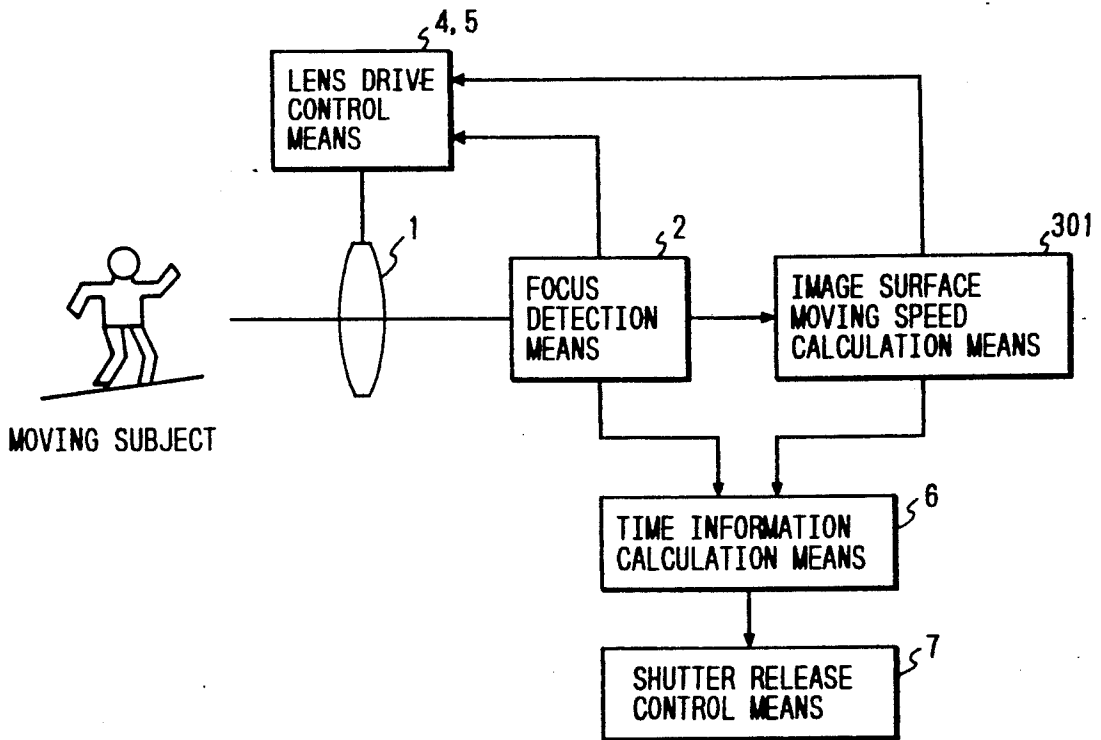 4,5
LENS DRIVE
CONTROL
MEANS
1
2
301
FOCUS
DETECTION
MEANS
IMAGE SURFACE
MOVING SPEED
CALCULATION MEANS
MOVING SUBJECT
6
TIME INFORMATION
CALCULATION MEANS
7
SHUTTER RELEASE
CONTROL MEANS